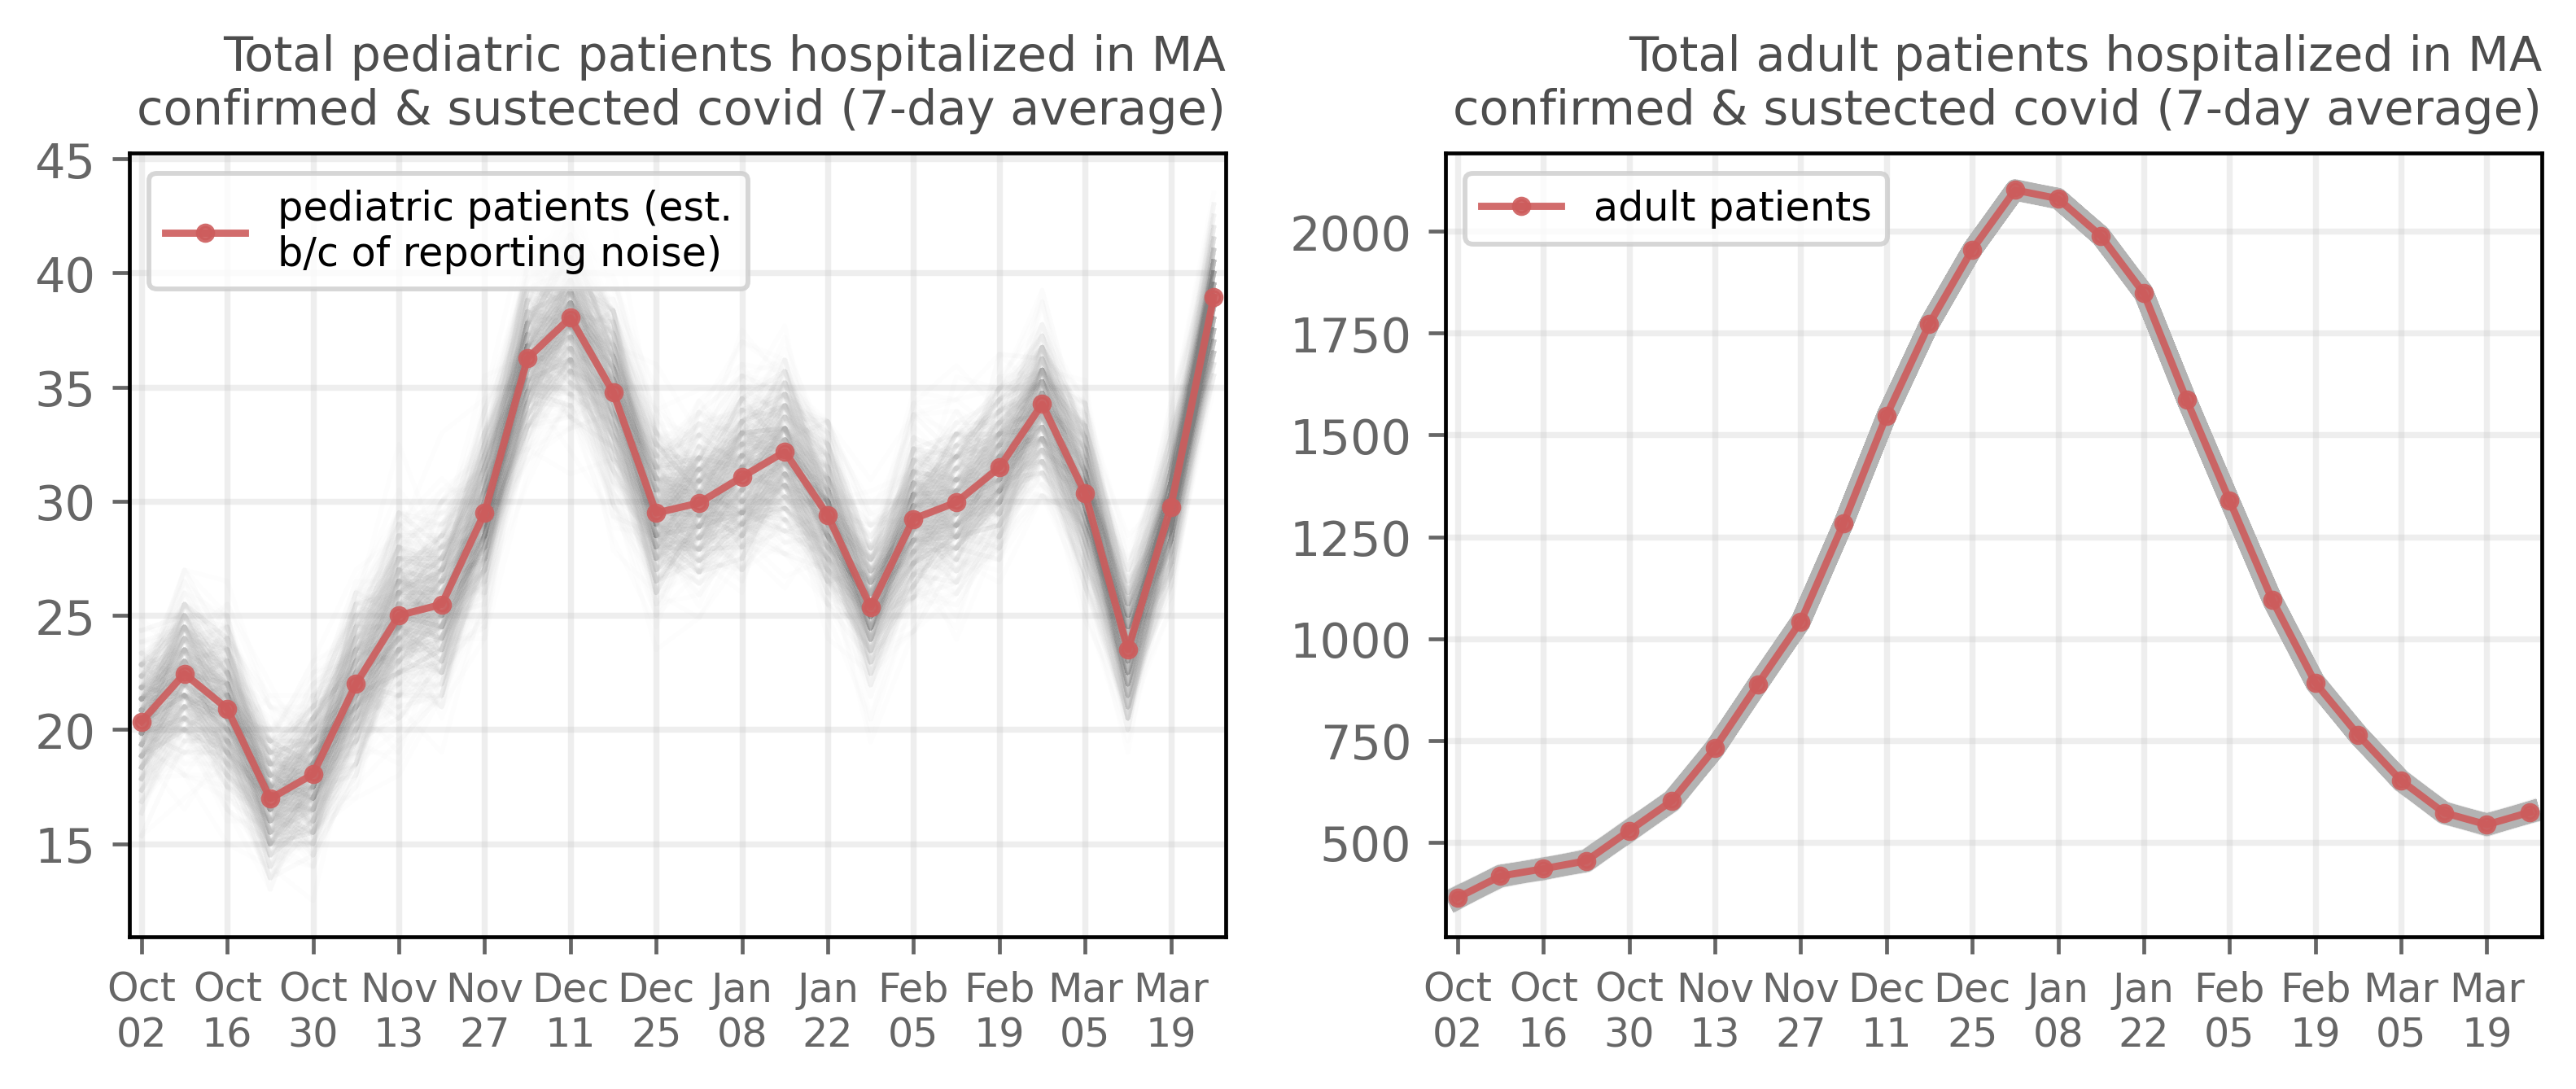 Total pediatric patients hospitalized in MA
confirmed & sustected covid (7-day average)
pediatric patients (est.
b/c of reporting noise)
45
40
35
30
25
20
15
Oct Oct Oct Nov Nov Dec Dec Jan Jan Feb Feb Mar Mar
02 16 30 13 27 11 25 08 22 05 19 05 19
Total adult patients hospitalized in MA
confirmed & sustected covid (7-day average)
adult patients
2000
1750
1500
1250
1000
750
500
Oct Oct Oct Nov Nov Dec Dec Jan Jan Feb Feb Mar Mar
02 16 30 13 27 11 25 08 22 05 19 05 19